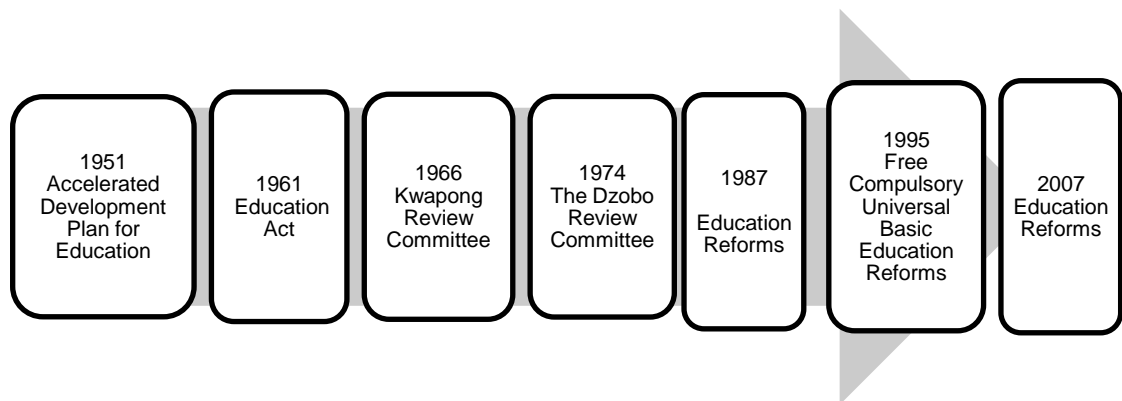 1951
Accelerated
Development
Plan for
Education
1961
Education
Act
1966
Kwapong
Review
Committee
1974
The Dzobo
Review
Committee
1987
Education
Reforms
1995
Free
Compulsory
Universal
Basic
Education
Reforms
2007
Education
Reforms